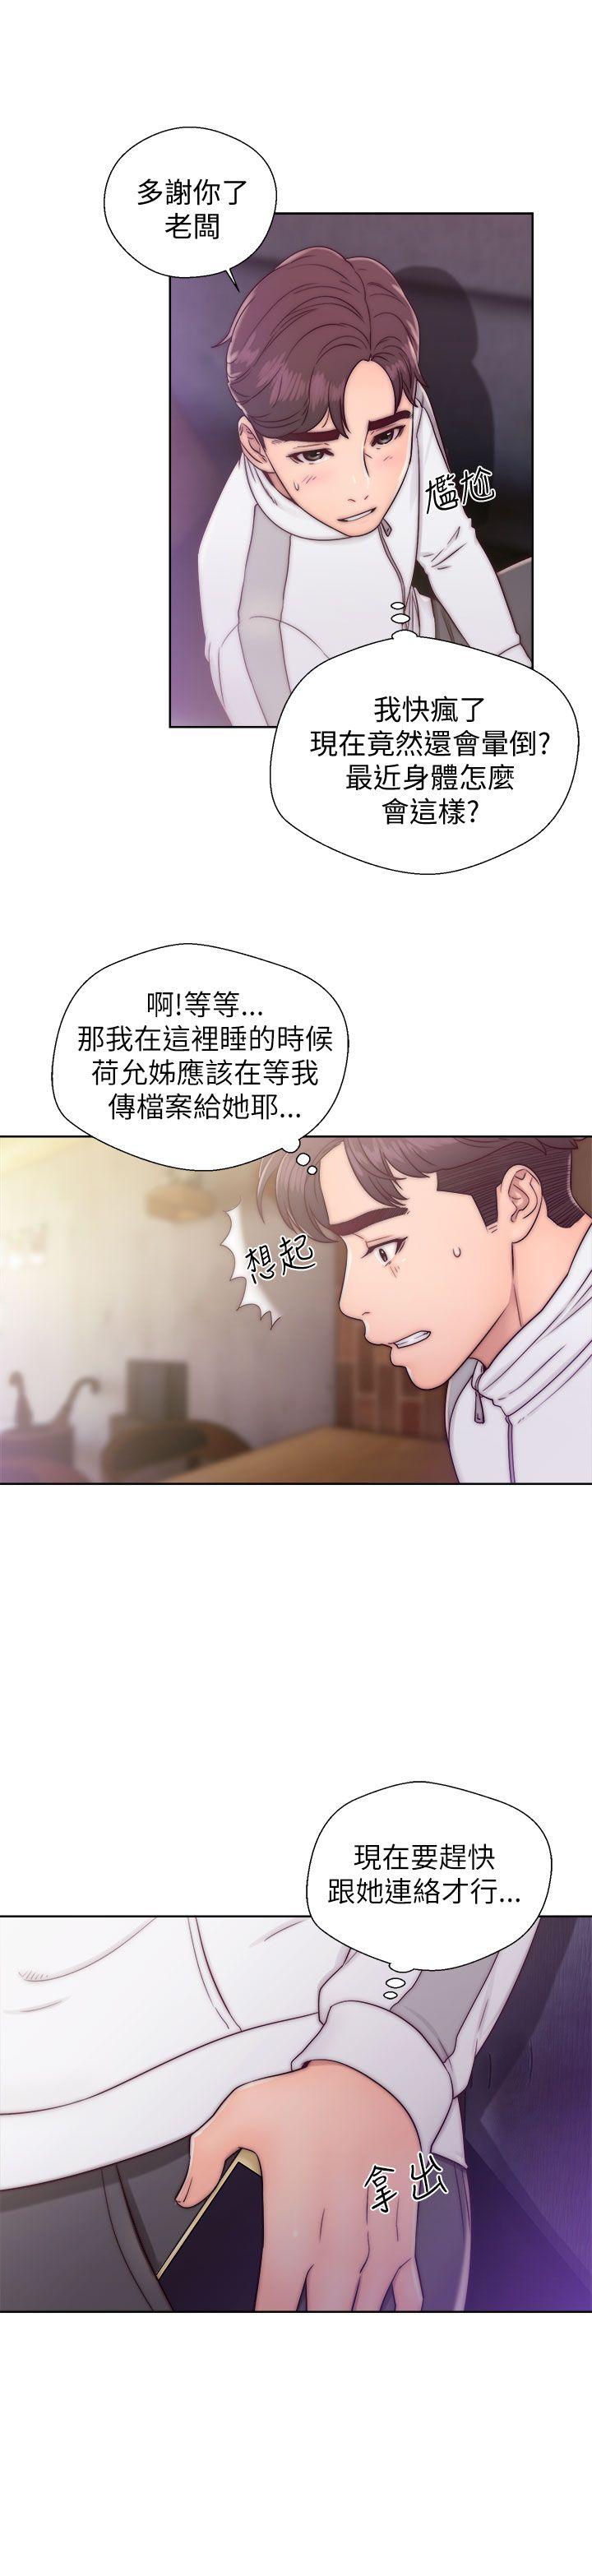 多謝你了
老闆
尷尬
我快瘋了
現在竟然還會暈倒?
最近身體怎麼
會這樣?
啊!等等...
那我在這裡睡的時候
荷允姊應該在等我
傳檔案給她耶...
想起
現在要趕快
跟她連絡才行...
拿出